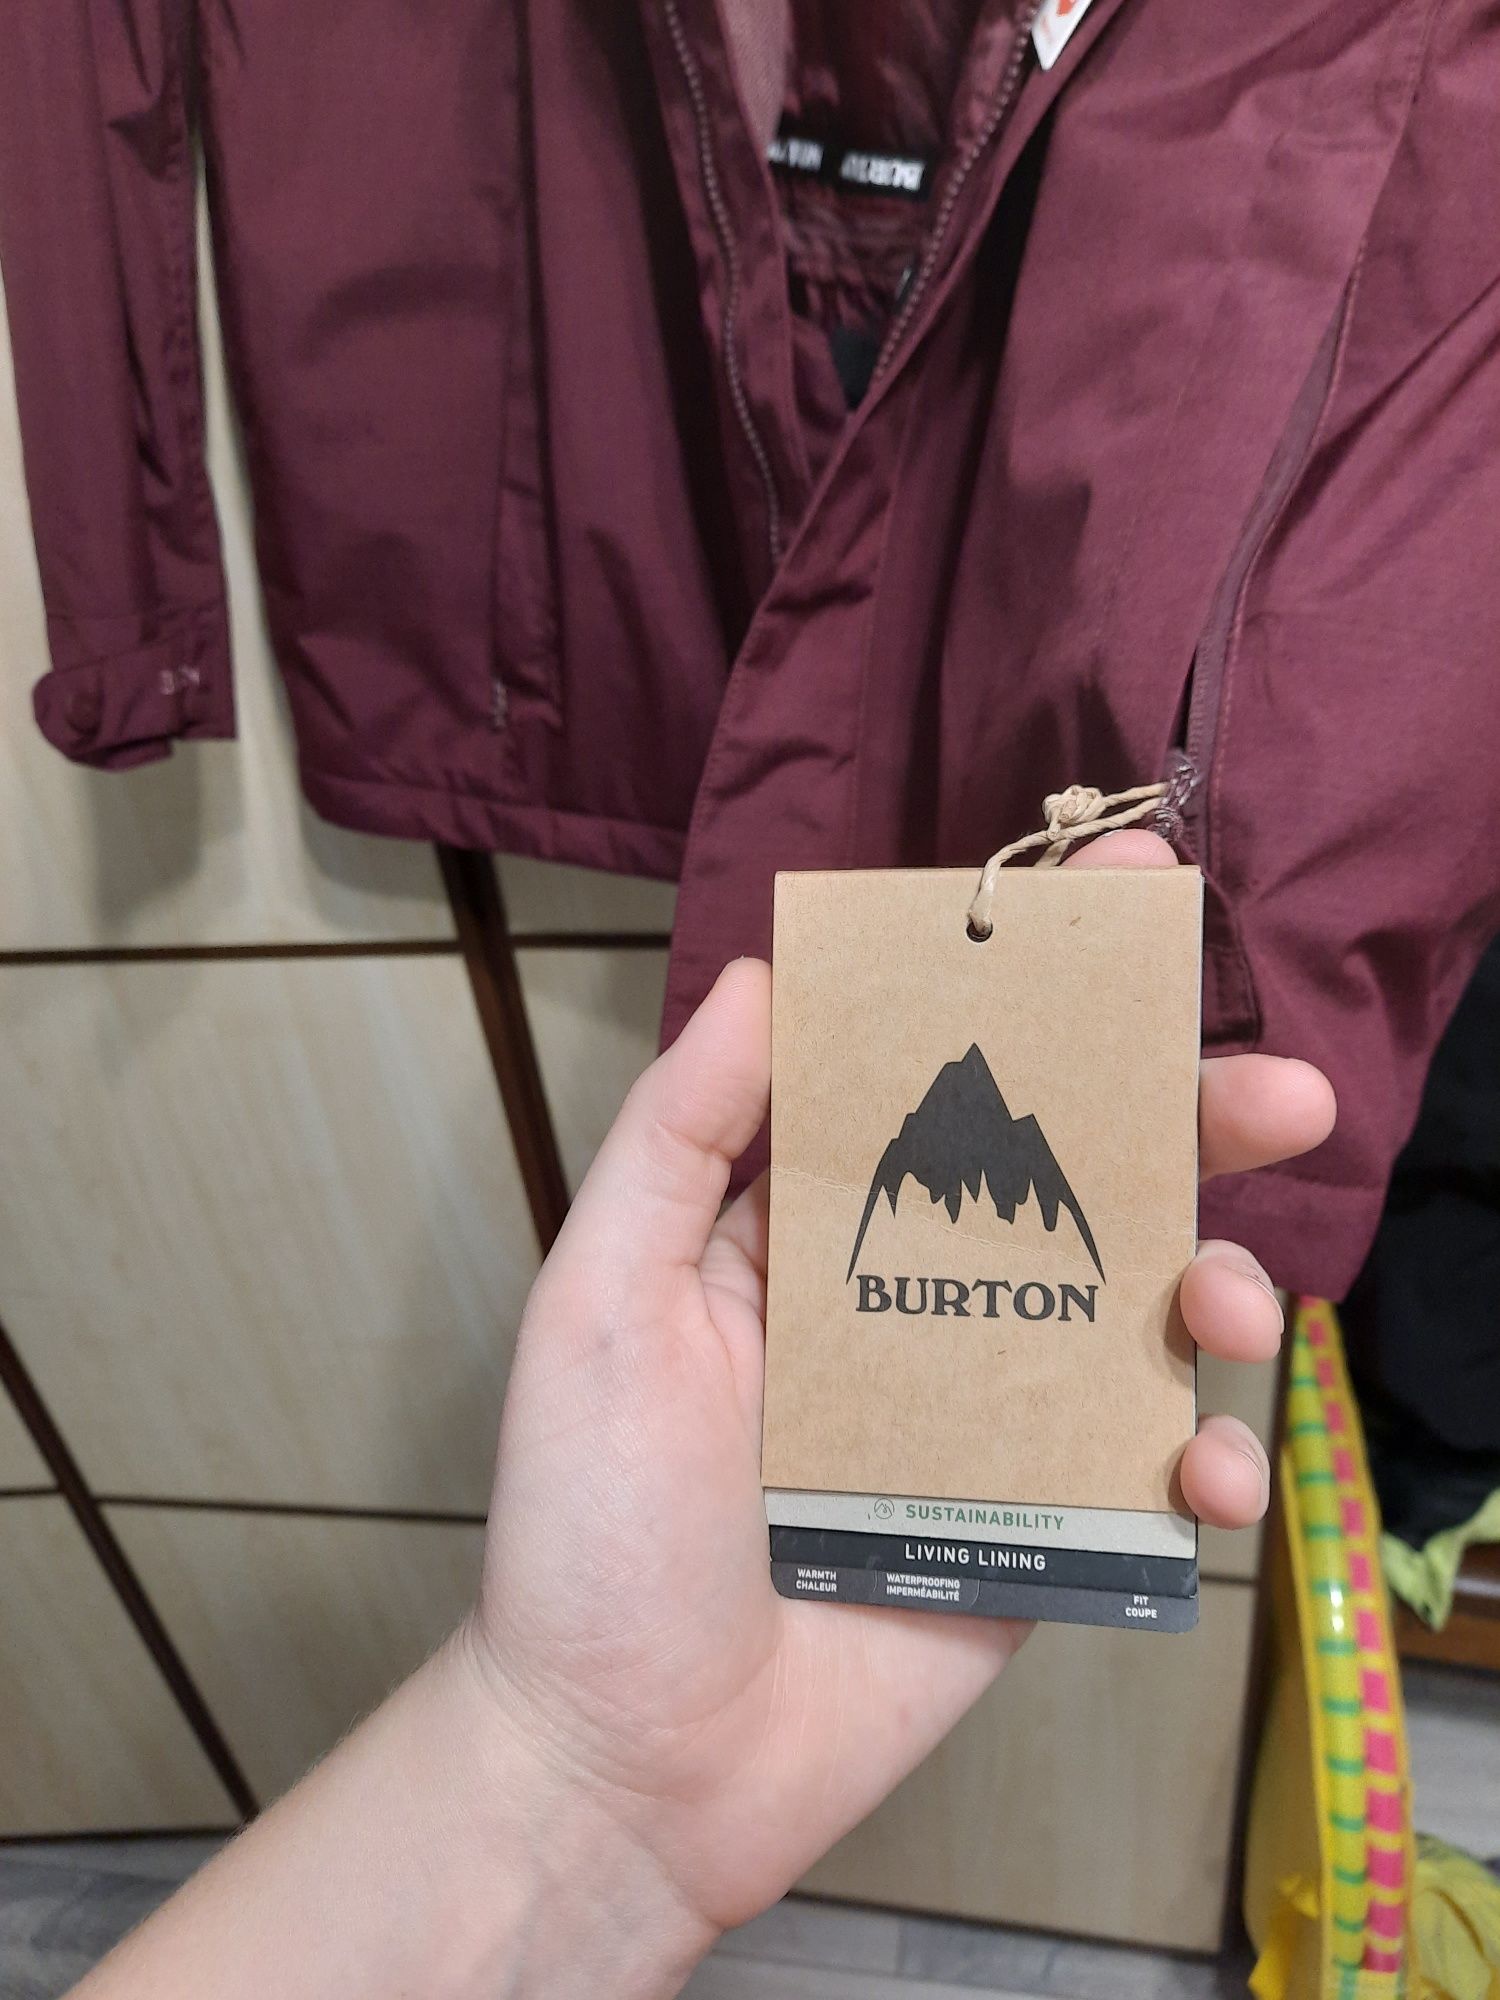 BURTON
SUSTAINABILITY
LIVING LINING
WARMTH
CHALEUR
WATERPROOFING
IMPERMÉABILITÉ
FIT
COUPE